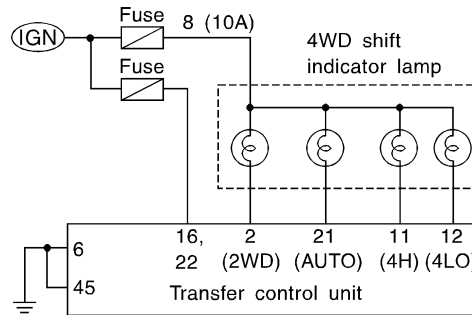 Fuse
8 (10A)
IGN
4WD shift
indicator lamp
Fuse
6
16,
22
2
(2WD)
21
(AUTO)
11
(4H)
12
(4LO)
45
Transfer control unit